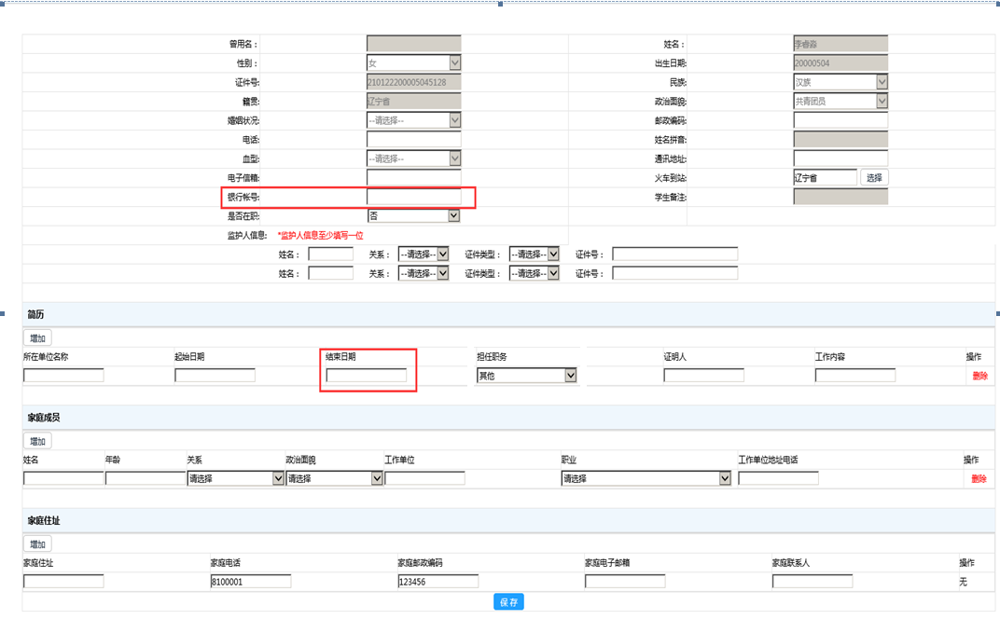 曾用名： 姓名： 李睿淼
性别： 女 出生日期: 20000504
证件号: 210122200005045128 民族: 汉族
籍贯: 辽宁省 政治面貌: 共青团员
婚姻状况: --请选择-- 邮政编码:
电话: 姓名拼音:
血型: --请选择-- 通讯地址:
电子信箱: 火车到站: 辽宁省 选择
银行帐号: 学生备注:
是否在职: 否
监护人信息: *监护人信息至少填写一位
姓名： 关系： --请选择-- 证件类型： --请选择-- 证件号：
姓名： 关系： --请选择-- 证件类型： --请选择-- 证件号：
简历
增加
所在单位名称 起始日期 结束日期 担任职务 证明人 工作内容 操作
其他 删除
家庭成员
增加
姓名 年龄 关系 政治面貌 工作单位 职业 工作单位地址电话 操作
请选择 请选择 请选择 删除
家庭住址
增加
家庭住址 家庭电话 家庭邮政编码 家庭电子邮箱 家庭联系人 操作
8100001 123456 无
保存